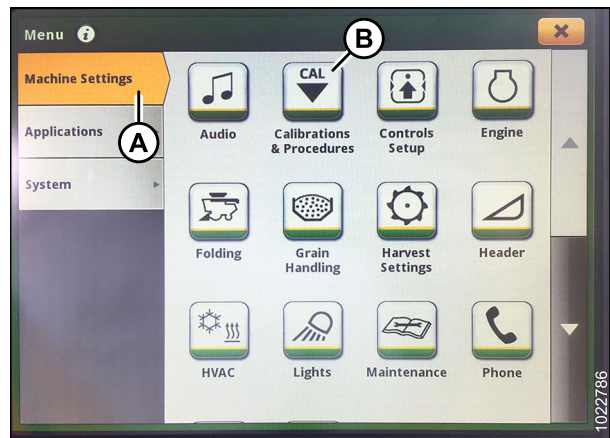 Menu i
B
Machine Settings
CAL
Audio
Calibrations
& Procedures
Controls
Setup
Engine
Applications
A
System
Folding
Grain
Handling
Harvest
Settings
Header
HVAC
Lights
Maintenance
Phone
1022786